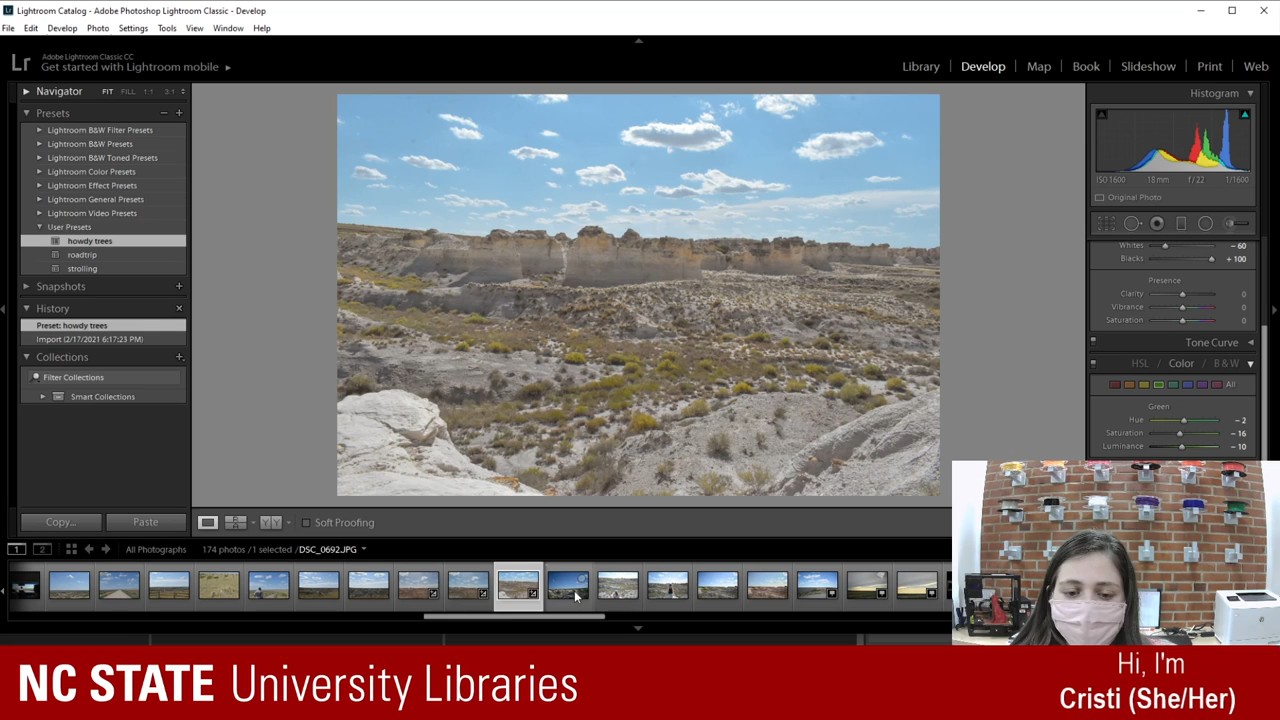 Lightroom Catalog - Adobe Photoshop Lightroom Classic - Develop
File Edit Develop Photo Settings Tools View Window Help
Lr
Adobe Lightroom Classic CC
Get started with Lightroom mobile
Library Develop Map Book Slideshow Print Web
Navigator FIT FILL 1:1 3:1
Presets
Lightroom B&W Filter Presets
Lightroom B&W Presets
Lightroom B&W Toned Presets
Lightroom Color Presets
Lightroom Effect Presets
Lightroom General Presets
Lightroom Video Presets
User Presets
howdy trees
roadtrip
strolling
Snapshots
History
Preset: howdy trees
Import (2/17/2021 6:17:23 PM)
Collections
Filter Collections
Smart Collections
Copy... Paste
Soft Proofing
Histogram
ISO 1600 18 mm f/22 1/1600
Original Photo
Whites - 60
Blacks + 100
Presence
Clarity 0
Vibrance 0
Saturation 0
Tone Curve
HSL / Color / B&W
All
Green
Hue - 2
Saturation - 16
Luminance - 10
1 2 All Photographs 174 photos / 1 selected / DSC_0692.JPG
NC STATE University Libraries
Hi, I'm
Cristi (She/Her)